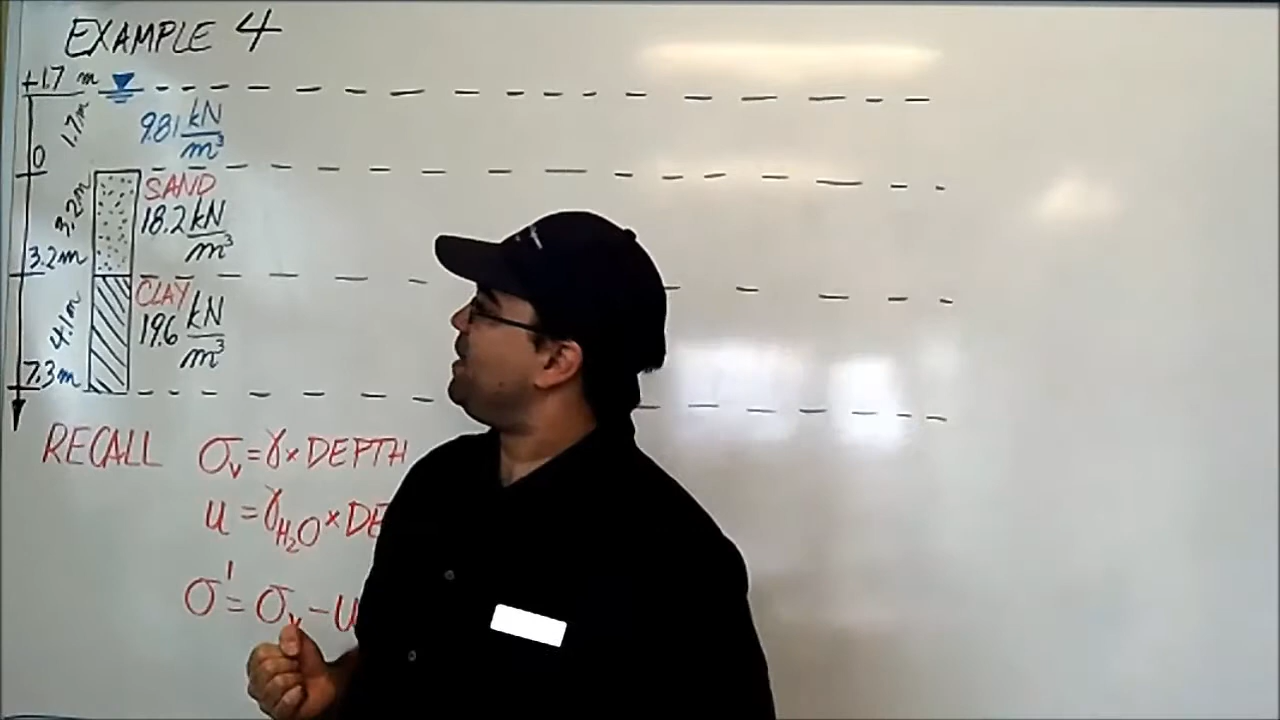 EXAMPLE 4
+1.7 m
1.7m
9.81 kN/m³
0
3.2m
SAND
18.2 kN/m³
3.2m
CLAY
4.1m
19.6 kN/m³
7.3m
RECALL σv = γ × DEPTH
u = γH₂O × DE
σ' = σv − u